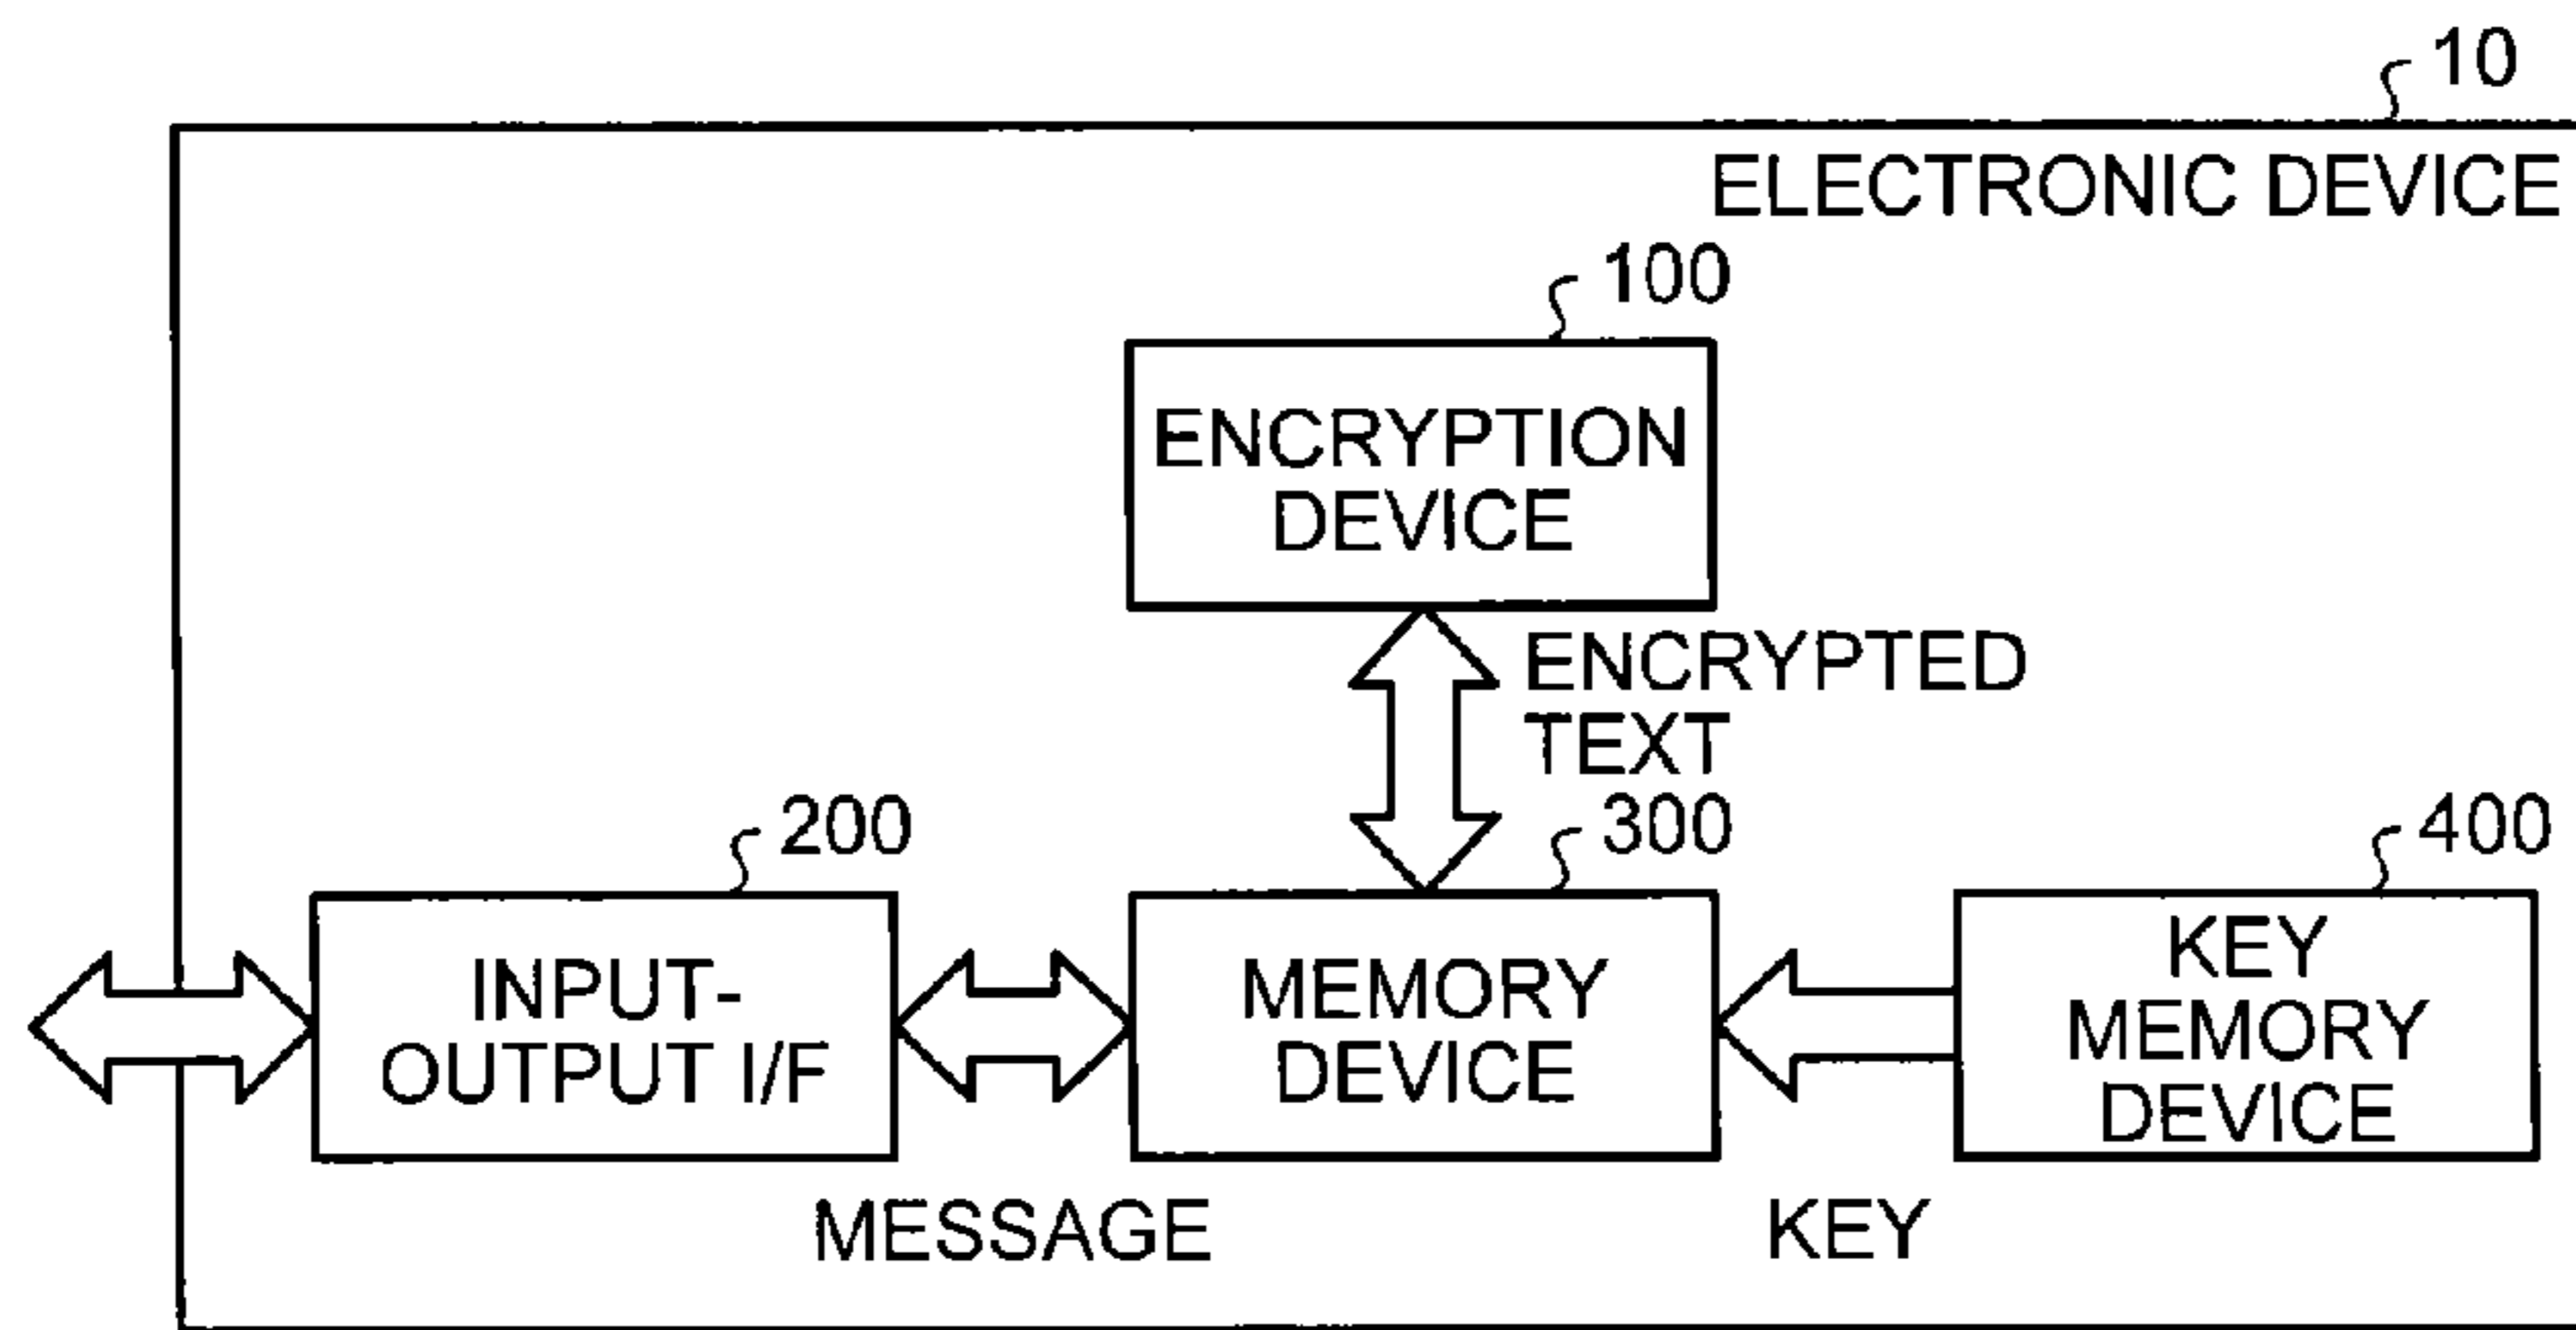 10
ELECTRONIC DEVICE
100
ENCRYPTION
DEVICE
ENCRYPTED
TEXT
200
300
400
INPUT-
OUTPUT I/F
MEMORY
DEVICE
KEY
MEMORY
DEVICE
MESSAGE
KEY